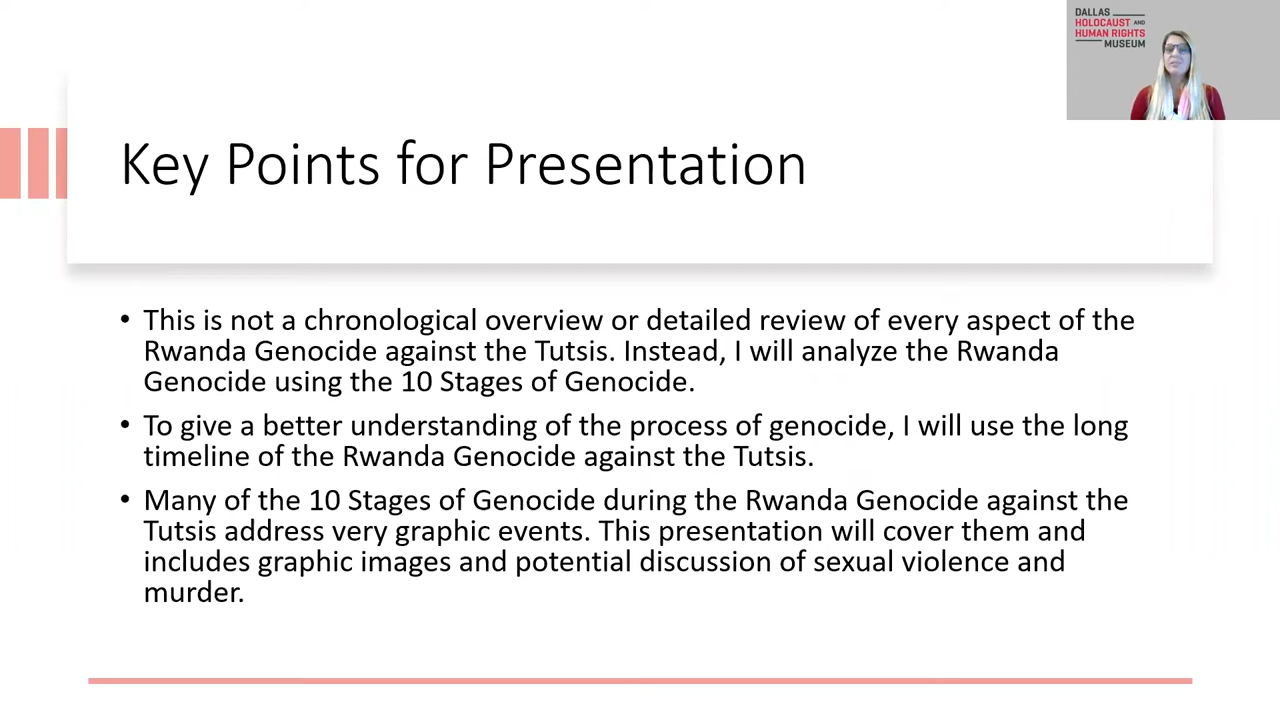 DALLAS
HOLOCAUST AND
HUMAN RIGHTS
MUSEUM
Key Points for Presentation
• This is not a chronological overview or detailed review of every aspect of the
Rwanda Genocide against the Tutsis. Instead, I will analyze the Rwanda
Genocide using the 10 Stages of Genocide.
• To give a better understanding of the process of genocide, I will use the long
timeline of the Rwanda Genocide against the Tutsis.
• Many of the 10 Stages of Genocide during the Rwanda Genocide against the
Tutsis address very graphic events. This presentation will cover them and
includes graphic images and potential discussion of sexual violence and
murder.